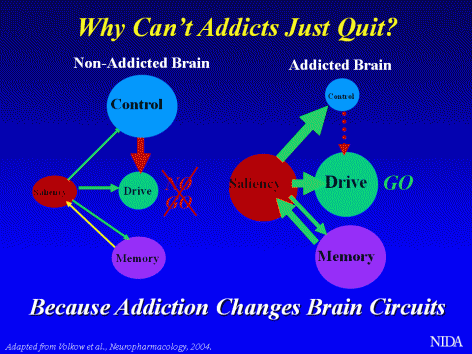 Why Can't Addicts Just Quit?
Non-Addicted Brain
Addicted Brain
Control
Control
Saliency
Drive
NO
GO
Saliency
Drive
GO
Memory
Memory
Because Addiction Changes Brain Circuits
Adapted from Volkow et al., Neuropharmacology, 2004.
NIDA